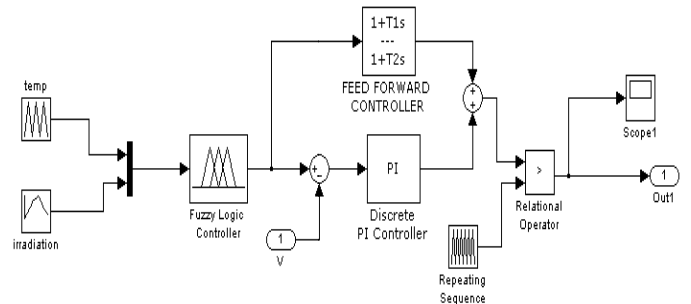 temp
irradiation
Fuzzy Logic
Controller
1+T1s
---
1+T2s
FEED FORWARD
CONTROLLER
+
-
1
V
PI
Discrete
PI Controller
+
+
Repeating
Sequence
>
Relational
Operator
Scope1
1
Out1